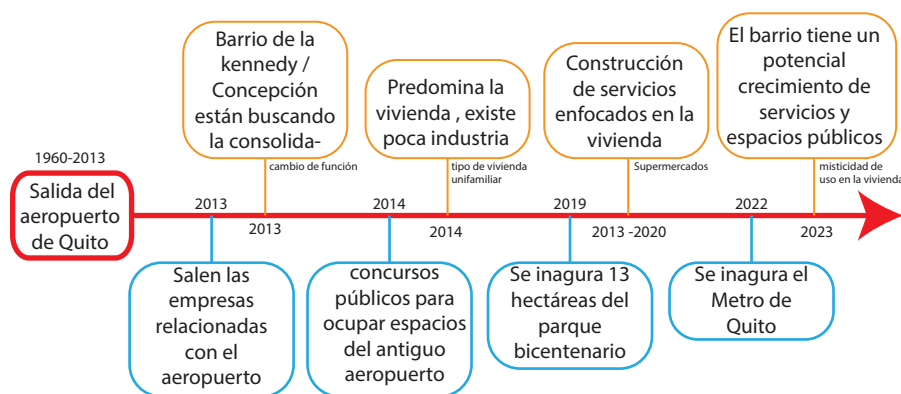 Barrio de la
kennedy /
Concepción
están buscando
la consolida-
cambio de función
Predomina la
vivienda , existe
poca industria
tipo de vivienda
unifamiliar
Construcción
de servicios
enfocados en la
vivienda
Supermercados
El barrio tiene un
potencial
crecimiento de
servicios y
espacios públicos
misticidad de
uso en la vivienda
1960-2013
Salida del
aeropuerto
de Quito
2013
2013
2014
2014
2019
2013 -2020
2022
2023
Salen las
empresas
relacionadas
con el
aeropuerto
concursos
públicos para
ocupar espacios
del antiguo
aeropuerto
Se inagura 13
hectáreas del
parque
bicentenario
Se inagura el
Metro de
Quito